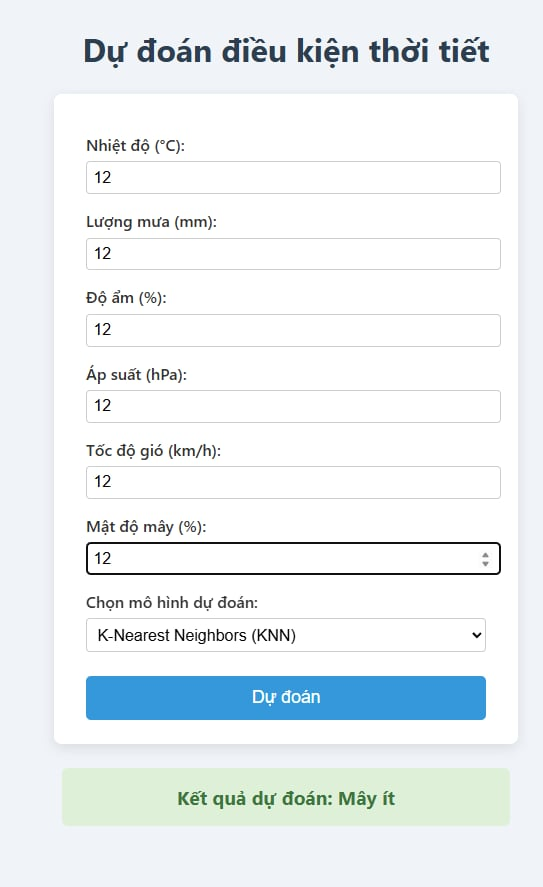 Dự đoán điều kiện thời tiết
Nhiệt độ (°C):
12
Lượng mưa (mm):
12
Độ ẩm (%):
12
Áp suất (hPa):
12
Tốc độ gió (km/h):
12
Mật độ mây (%):
12
Chọn mô hình dự đoán:
K-Nearest Neighbors (KNN)
Dự đoán
Kết quả dự đoán: Mây ít